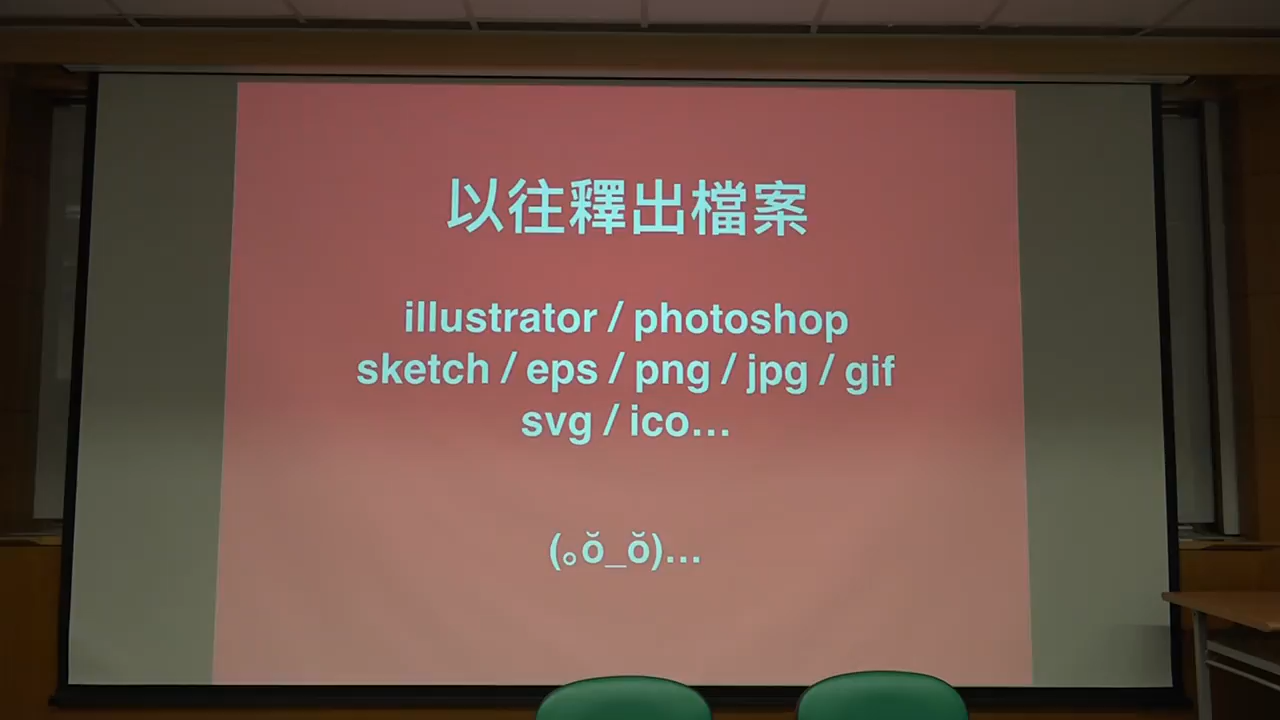 以往釋出檔案
illustrator / photoshop
sketch / eps / png / jpg / gif
svg / ico...
(｡ŏ_ŏ)...